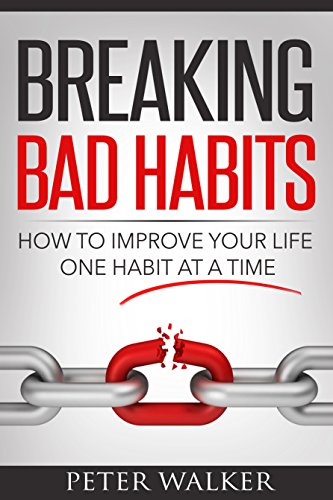 BREAKING
BAD HABITS
HOW TO IMPROVE YOUR LIFE
ONE HABIT AT A TIME
PETER WALKER